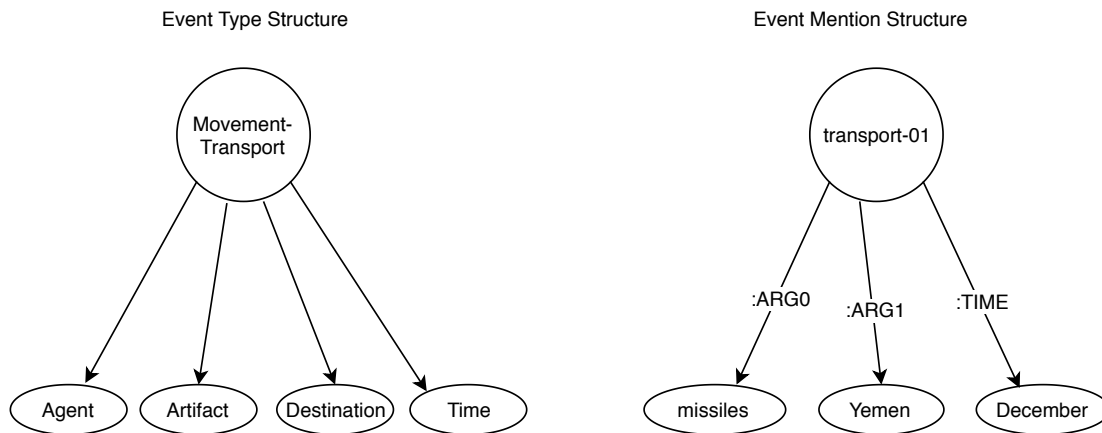 Event Type Structure
Event Mention Structure
Movement-
Transport
transport-01
:ARG0
:ARG1
:TIME
Agent
Artifact
Destination
Time
missiles
Yemen
December